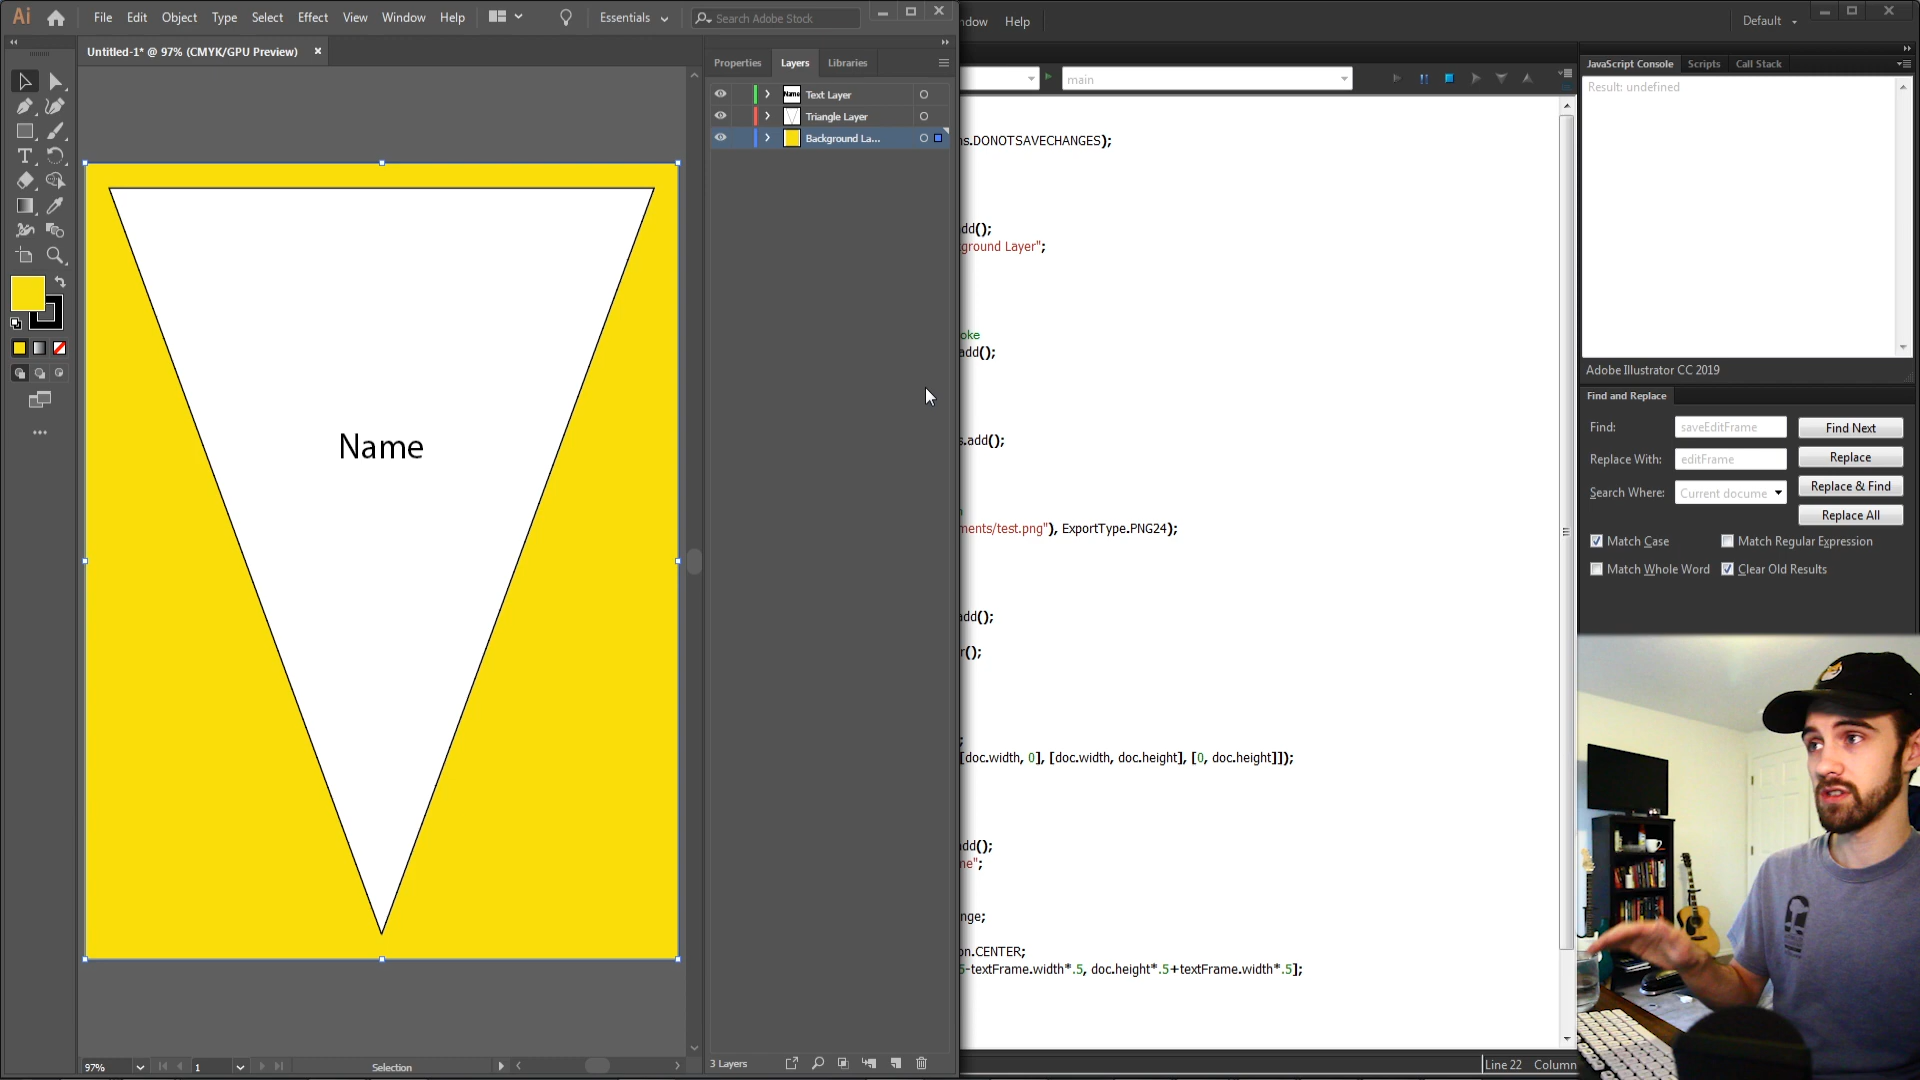 Ai File Edit Object Type Select Effect View Window Help Essentials Search Adobe Stock
Untitled-1* @ 97% (CMYK/GPU Preview) ×
Properties Layers Libraries
Text Layer
Triangle Layer
Background La...
Name
97% 1 Selection
3 Layers
ndow Help
Default
main
ns.DONOTSAVECHANGES);
dd();
ground Layer";
oke
add();
s.add();
ments/test.png"), ExportType.PNG24);
add();
r();
;
[doc.width, 0], [doc.width, doc.height], [0, doc.height]]);
dd();
me";
nge;
on.CENTER;
5-textFrame.width*.5, doc.height*.5+textFrame.width*.5];
Line 22 Column
JavaScript Console Scripts Call Stack
Result: undefined
Adobe Illustrator CC 2019
Find and Replace
Find: saveEditFrame Find Next
Replace With: editFrame Replace
Search Where: Current docume Replace & Find
Replace All
Match Case Match Regular Expression
Match Whole Word Clear Old Results